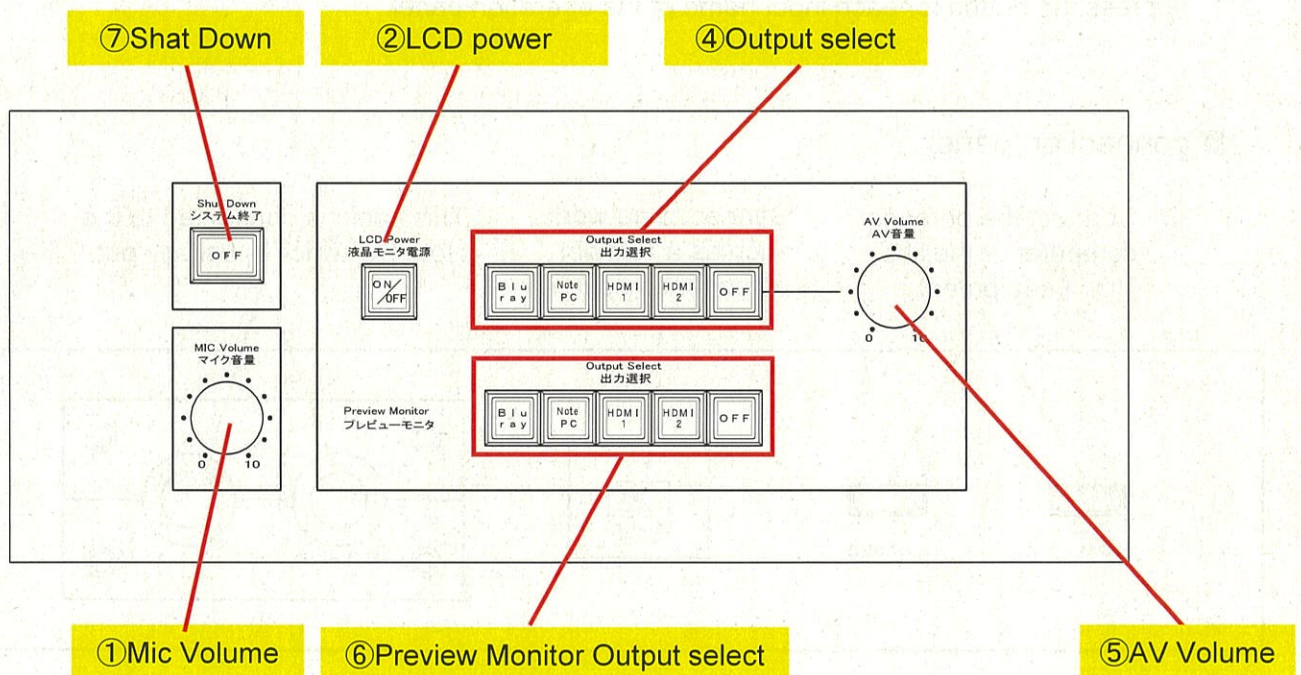 ⑦Shat Down
②LCD power
④Output select
Shut Down
システム終了
OFF
LCD Power
液晶モニタ電源
ON/OFF
Output Select
出力選択
Blu
ray
Note
PC
HDMI
1
HDMI
2
OFF
AV Volume
AV音量
0 10
MIC Volume
マイク音量
0 10
Preview Monitor
プレビューモニタ
Output Select
出力選択
Blu
ray
Note
PC
HDMI
1
HDMI
2
OFF
①Mic Volume
⑥Preview Monitor Output select
⑤AV Volume